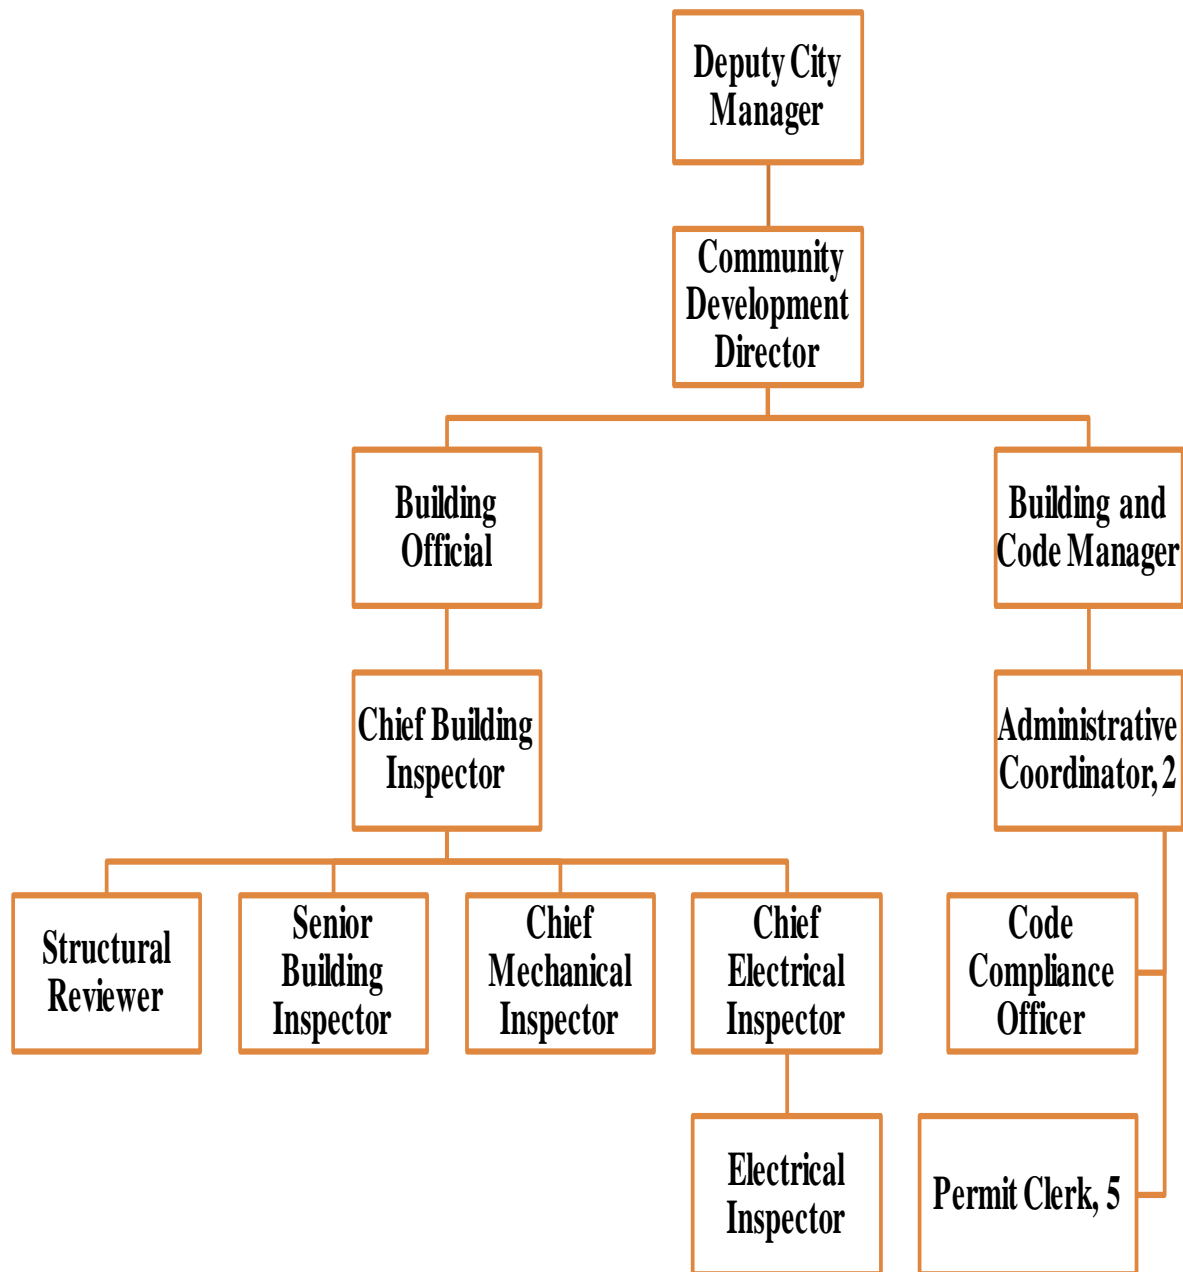 Deputy City
Manager
Community
Development
Director
Building
Official
Building and
Code Manager
Chief Building
Inspector
Administrative
Coordinator, 2
Structural
Reviewer
Senior
Building
Inspector
Chief
Mechanical
Inspector
Chief
Electrical
Inspector
Code
Compliance
Officer
Electrical
Inspector
Permit Clerk, 5